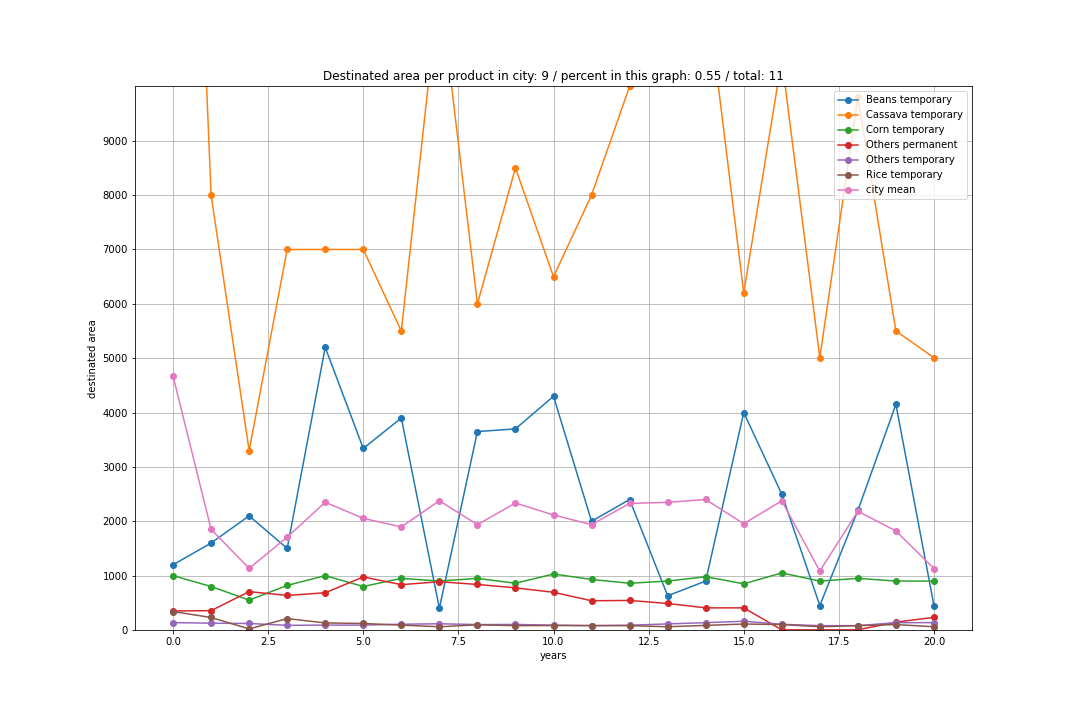 Destinated area per product in city: 9 / percent in this graph: 0.55 / total: 11
Beans temporary
Cassava temporary
Corn temporary
Others permanent
Others temporary
Rice temporary
city mean
9000
8000
7000
6000
5000
4000
3000
2000
1000
0
destinated area
0.0 2.5 5.0 7.5 10.0 12.5 15.0 17.5 20.0
years